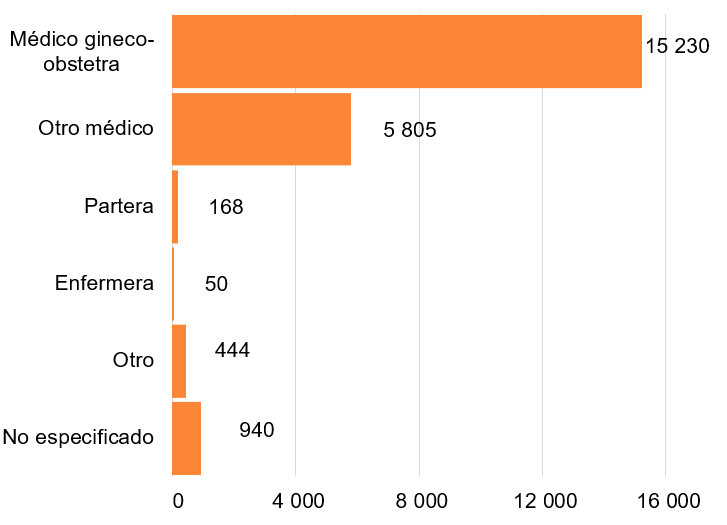 Médico gineco-
obstetra
15 230
Otro médico
5 805
Partera
168
Enfermera
50
Otro
444
No especificado
940
0
4 000
8 000
12 000
16 000